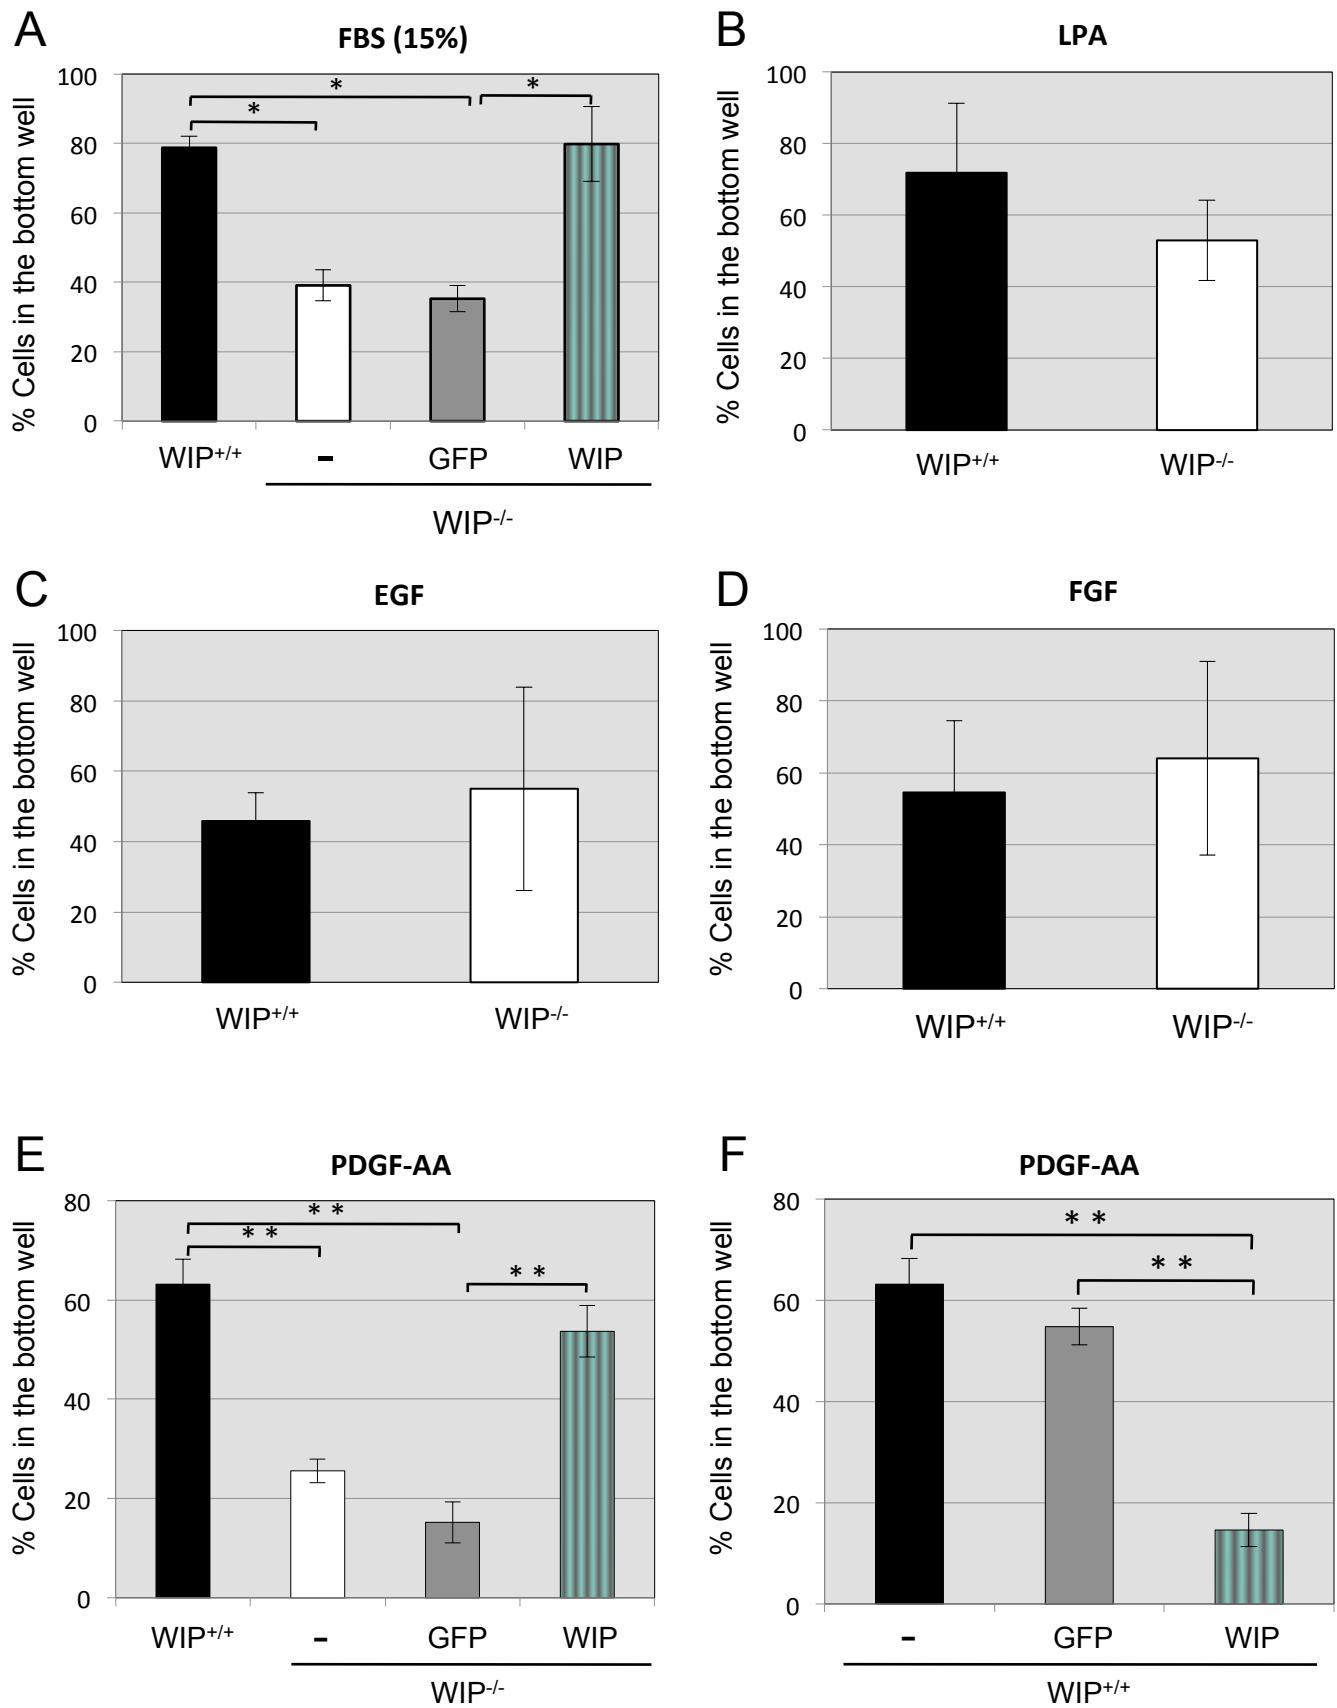 A
FBS (15%)
% Cells in the bottom well
100
80
60
40
20
0
*
*
*
WIP+/+
-
GFP
WIP
WIP-/-
B
LPA
% Cells in the bottom well
100
80
60
40
20
0
WIP+/+
WIP-/-
C
EGF
% Cells in the bottom well
100
80
60
40
20
0
WIP+/+
WIP-/-
D
FGF
% Cells in the bottom well
100
80
60
40
20
0
WIP+/+
WIP-/-
E
PDGF-AA
% Cells in the bottom well
80
60
40
20
0
* *
* *
* *
WIP+/+
-
GFP
WIP
WIP-/-
F
PDGF-AA
% Cells in the bottom well
80
60
40
20
0
* *
* *
-
GFP
WIP
WIP+/+